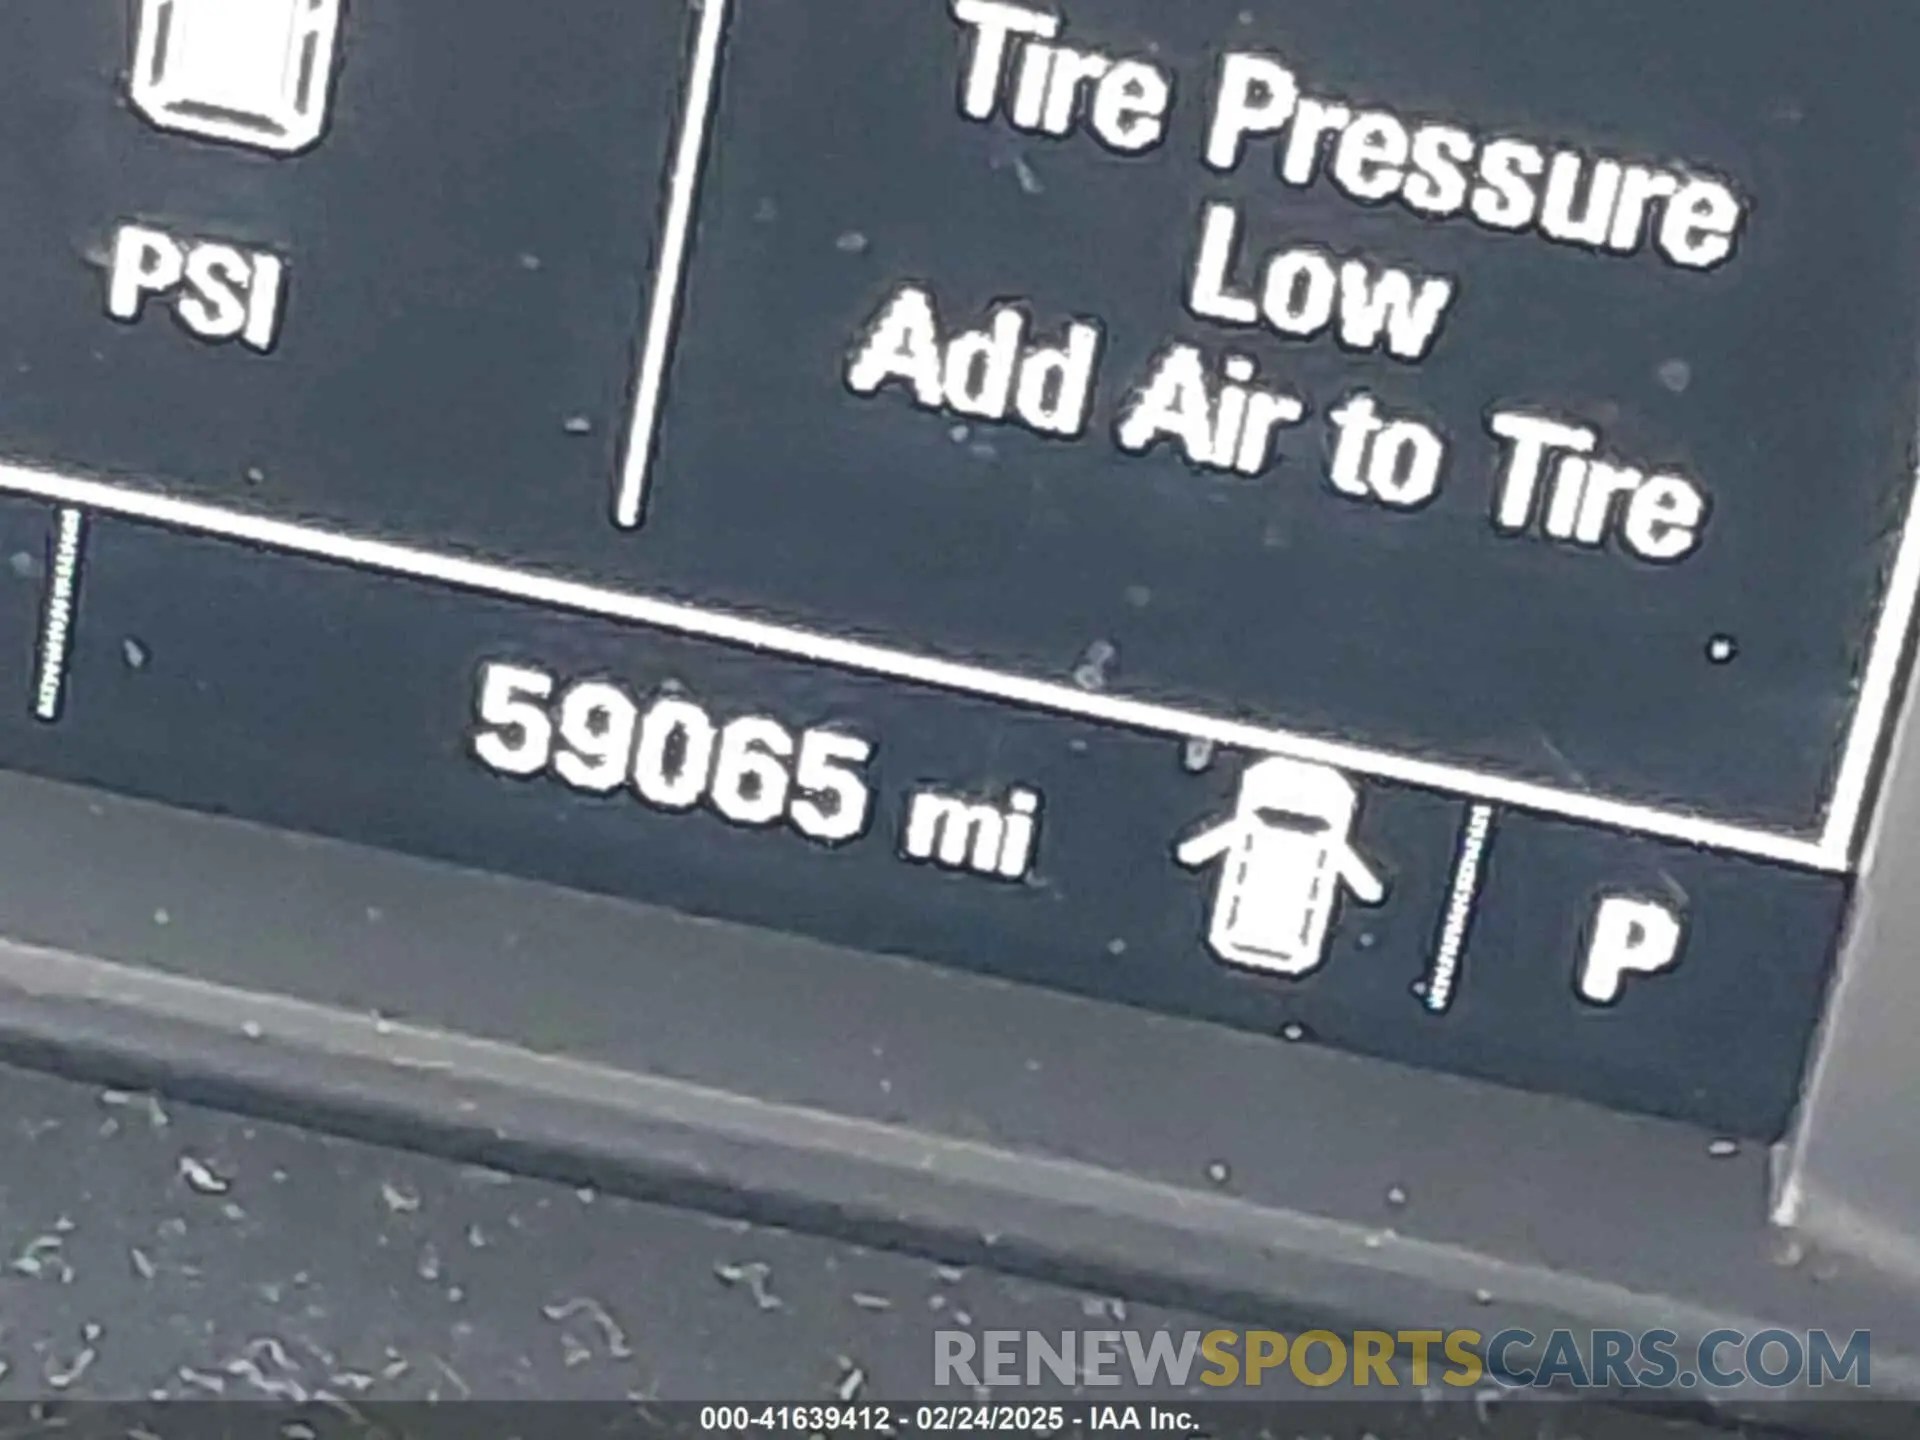 Tire Pressure
Low
Add Air to Tire
PSI
59065 mi
P
RENEWSPORTSCARS.COM
000-41639412 - 02/24/2025 - IAA Inc.